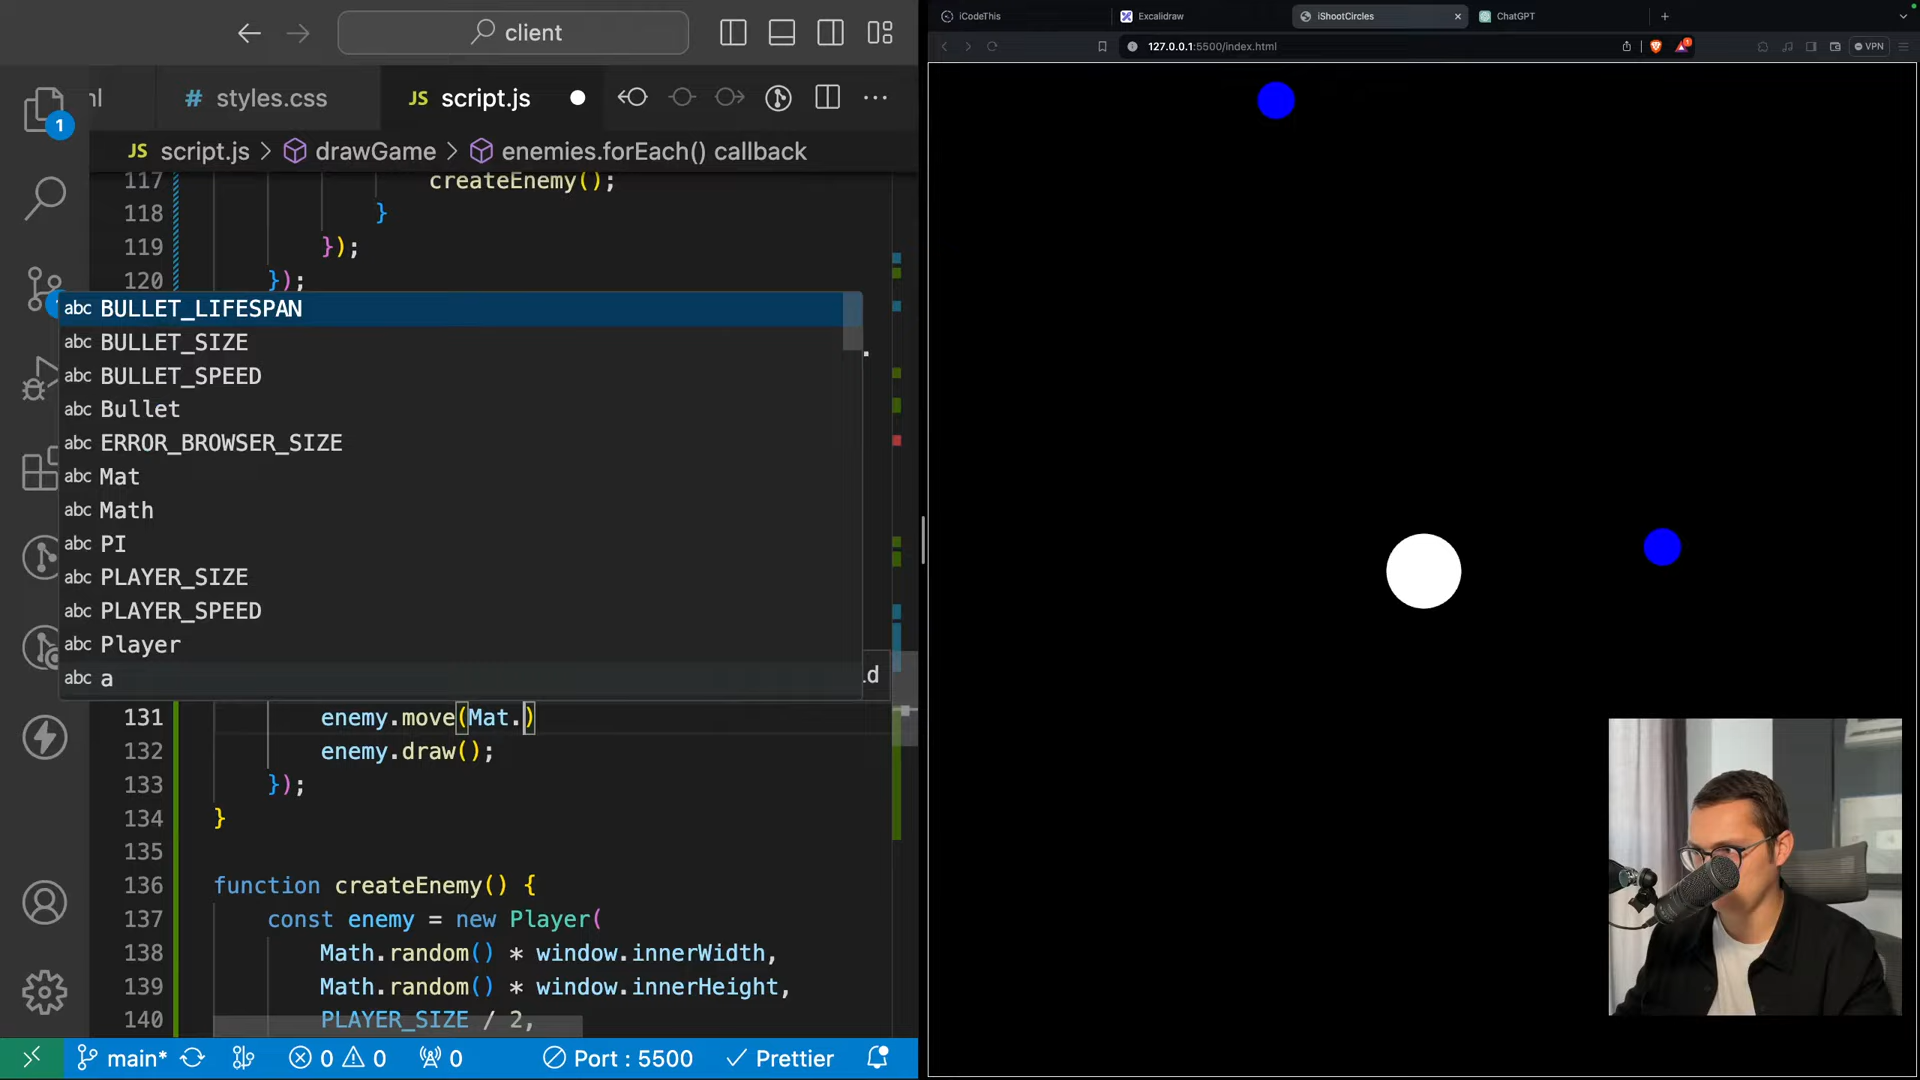 client
iCodeThis
Excalidraw
iShootCircles
ChatGPT
127.0.0.1:5500/index.html
VPN
nl
# styles.css
JS script.js
JS script.js > drawGame > enemies.forEach() callback
1
117 createEnemy();
118 }
119 });
120 });
abc BULLET_LIFESPAN
abc BULLET_SIZE
abc BULLET_SPEED
abc Bullet
abc ERROR_BROWSER_SIZE
abc Mat
abc Math
abc PI
abc PLAYER_SIZE
abc PLAYER_SPEED
abc Player
abc a
131 enemy.move(Mat.)
132 enemy.draw();
133 });
134 }
135
136 function createEnemy() {
137 const enemy = new Player(
138 Math.random() * window.innerWidth,
139 Math.random() * window.innerHeight,
140 PLAYER_SIZE / 2,
main* 0 0 0 Port : 5500 Prettier